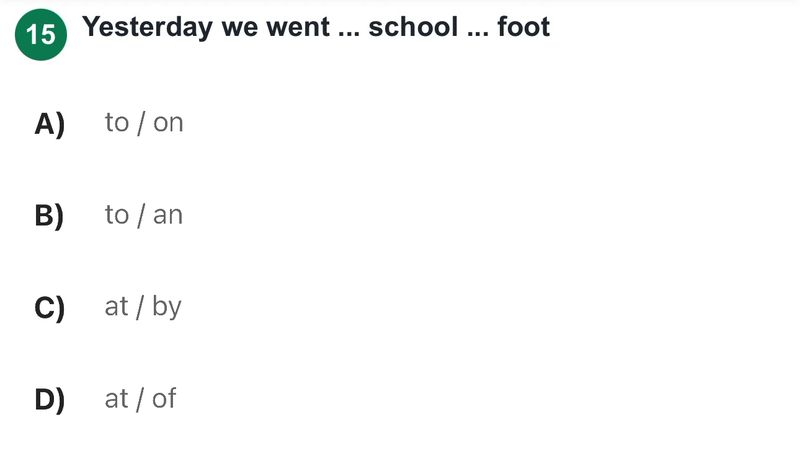 15 Yesterday we went ... school ... foot
A) to / on
B) to / an
C) at / by
D) at / of